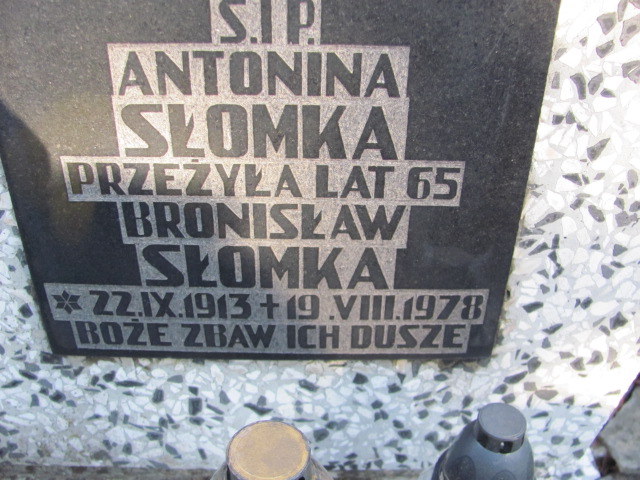 Ś.I P.
ANTONINA
SŁOMKA
PRZEŻYŁA LAT 65
BRONISŁAW
SŁOMKA
* 22.IX.1913 + 19.VIII.1978
BOŻE ZBAW ICH DUSZE